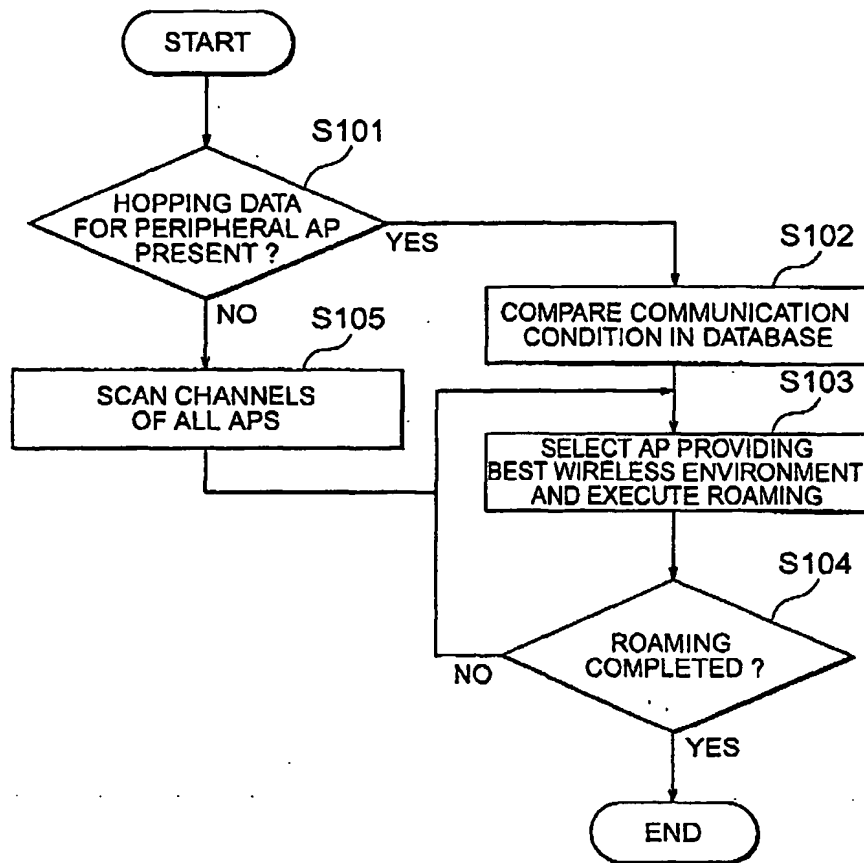 START
S101
HOPPING DATA
FOR PERIPHERAL AP
PRESENT ?
YES
NO
S102
COMPARE COMMUNICATION
CONDITION IN DATABASE
S105
SCAN CHANNELS
OF ALL APS
S103
SELECT AP PROVIDING
BEST WIRELESS ENVIRONMENT
AND EXECUTE ROAMING
S104
ROAMING
COMPLETED ?
NO
YES
END